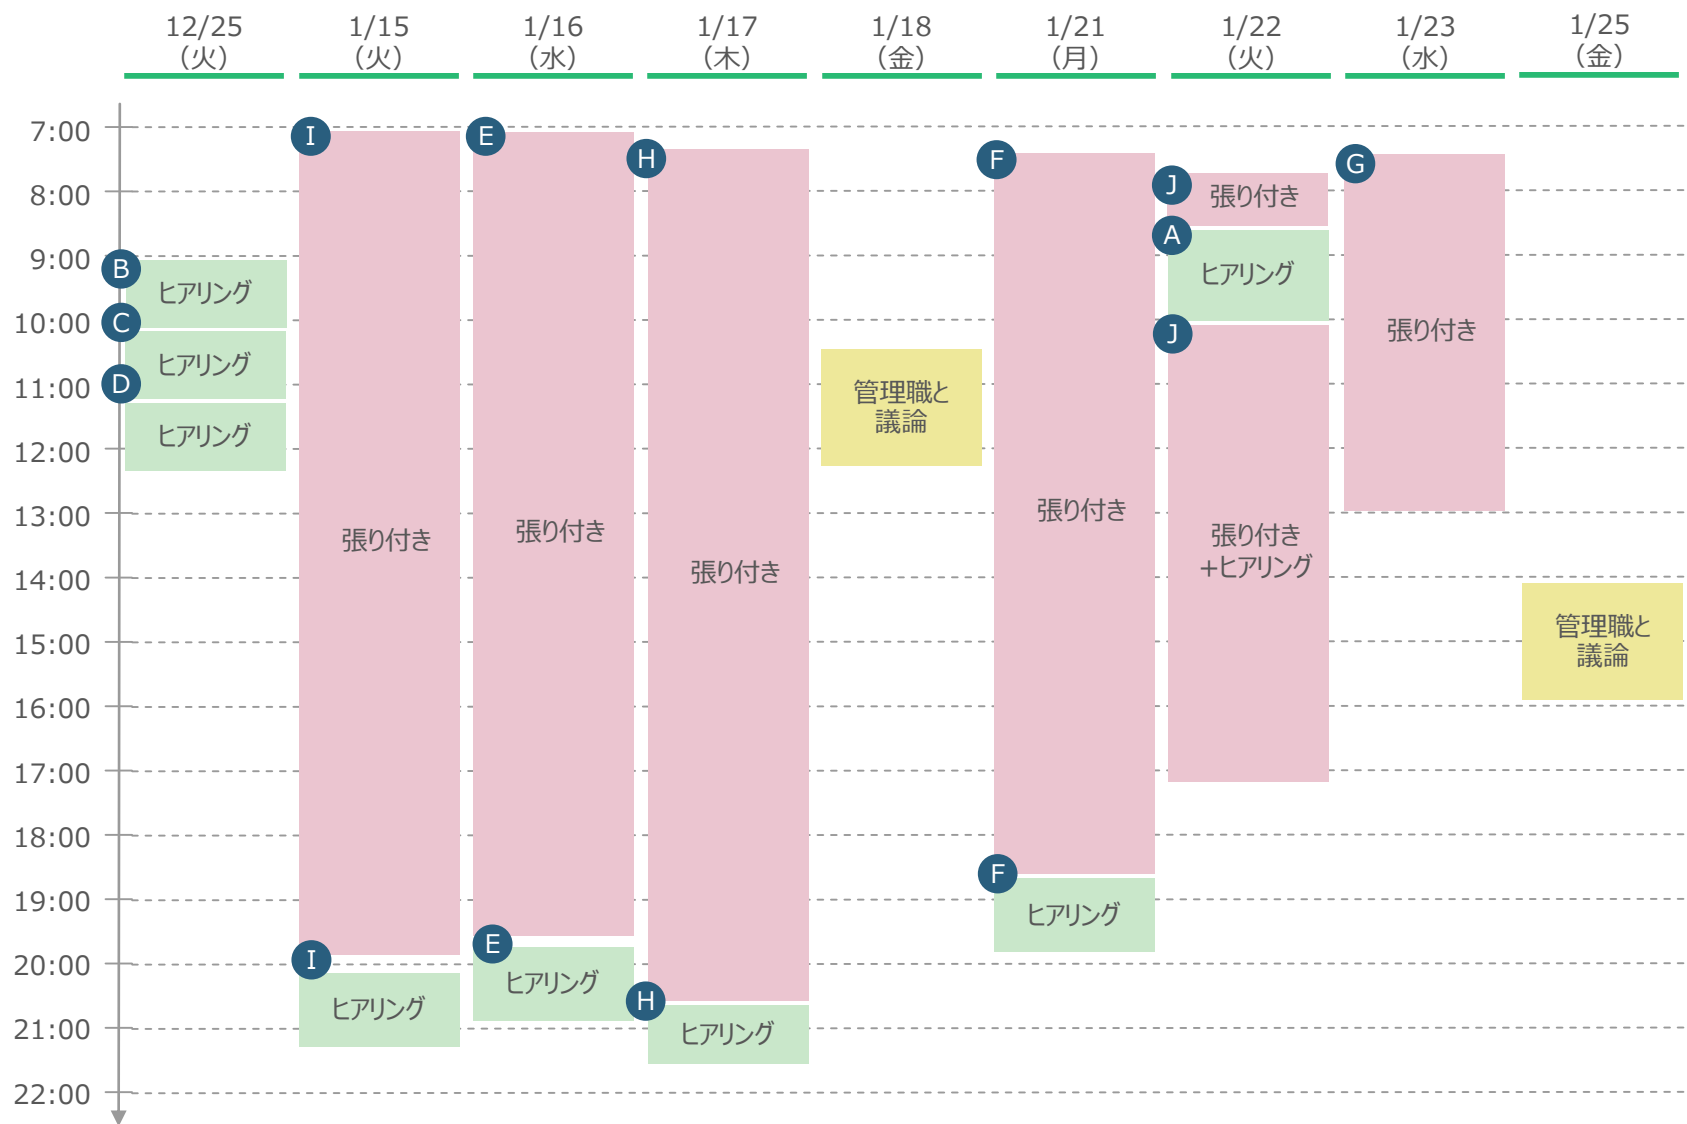 12/25
（火）
1/15
（火）
1/16
（水）
1/17
（木）
1/18
（金）
1/21
（月）
1/22
（火）
1/23
（水）
1/25
（金）
7:00
8:00
9:00
10:00
11:00
12:00
13:00
14:00
15:00
16:00
17:00
18:00
19:00
20:00
21:00
22:00
B
ヒアリング
C
ヒアリング
D
ヒアリング
I
張り付き
I
ヒアリング
E
張り付き
E
ヒアリング
H
張り付き
H
ヒアリング
管理職と
議論
F
張り付き
F
ヒアリング
J
張り付き
A
ヒアリング
J
張り付き
+ヒアリング
G
張り付き
管理職と
議論